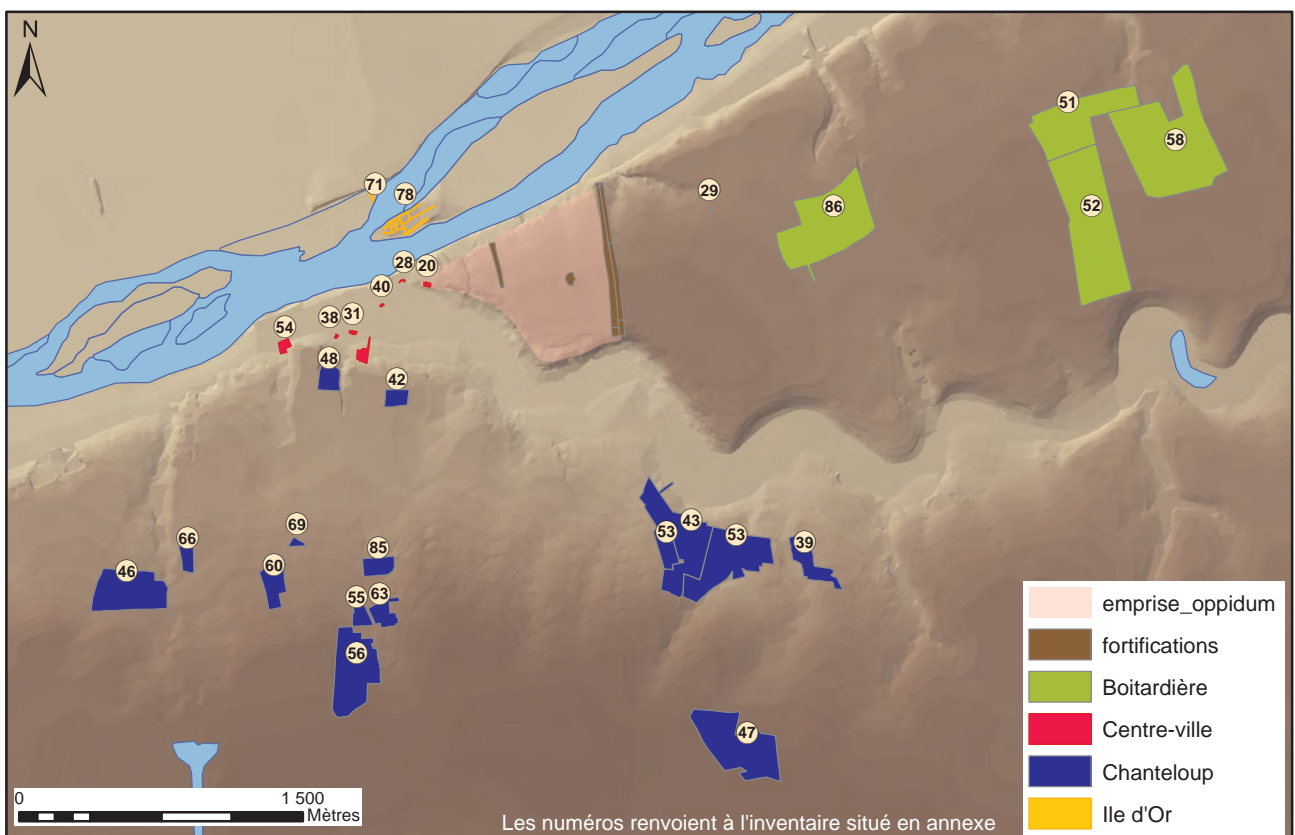 N
51
58
71
78
29
86
52
28
20
40
38
31
54
48
42
69
66
43
53
53
39
85
46
60
55
63
56
47
emprise_oppidum
fortifications
Boitardière
Centre-ville
Chanteloup
Ile d'Or
0 1 500
Mètres
Les numéros renvoient à l'inventaire situé en annexe